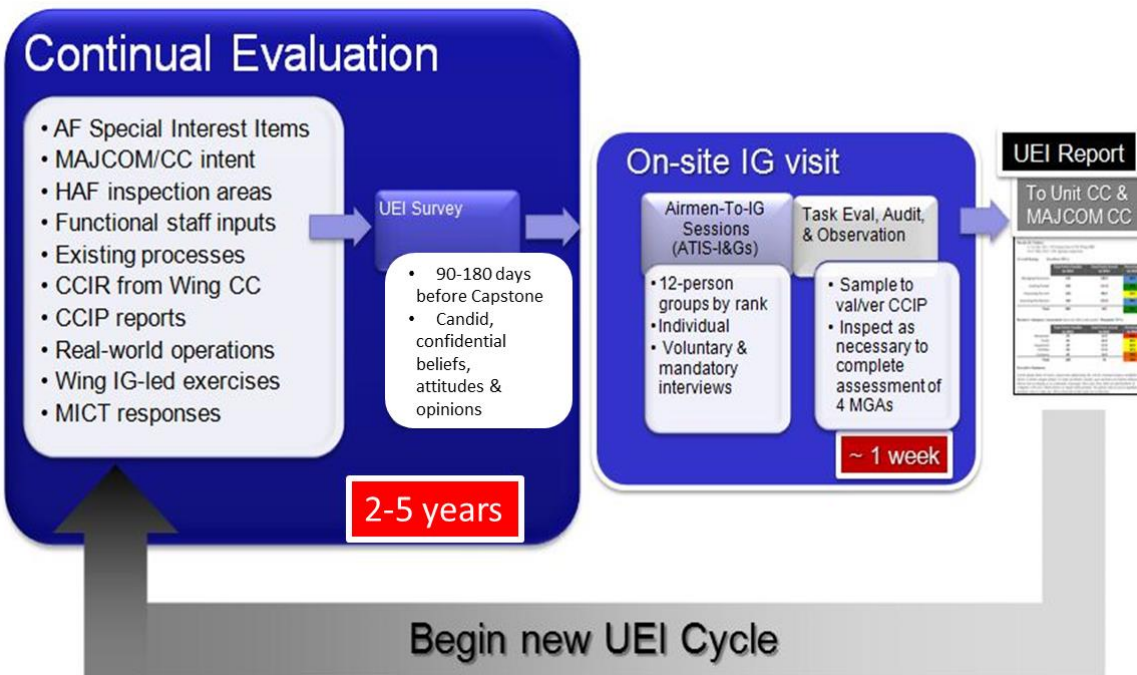 Continual Evaluation
• AF Special Interest Items
• MAJCOM/CC intent
• HAF inspection areas
• Functional staff inputs
• Existing processes
• CCIR from Wing CC
• CCIP reports
• Real-world operations
• Wing IG-led exercises
• MICT responses
UEI Survey
• 90-180 days
before Capstone
• Candid,
confidential
beliefs,
attitudes &
opinions
2-5 years
On-site IG visit
Airmen-To-IG
Sessions
(ATIS-I&Gs)
•12-person
groups by rank
•Individual
• Voluntary &
mandatory
interviews
Task Eval, Audit,
& Observation
• Sample to
val/ver CCIP
• Inspect as
necessary to
complete
assessment of
4 MGAs
~ 1 week
UEI Report
To Unit CC &
MAJCOM CC
Begin new UEI Cycle